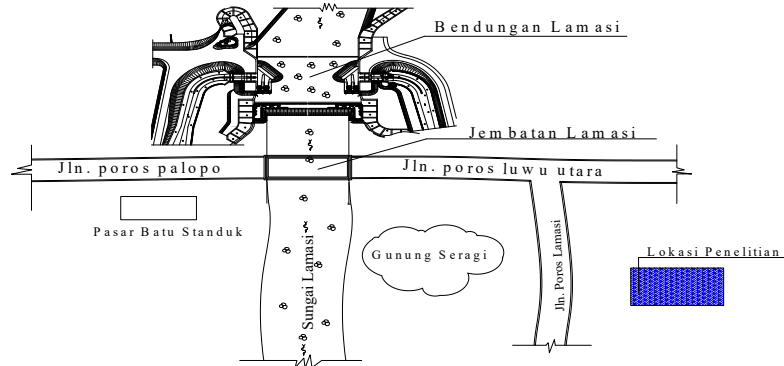 Bendungan Lamasi
Jembatan Lamasi
Jln. poros palopo
Jln. poros luwu utara
Pasar Batu Standuk
Gunung Seragi
Lokasi Penelitian
Sungai Lamasi
Jln. Poros Lamasi